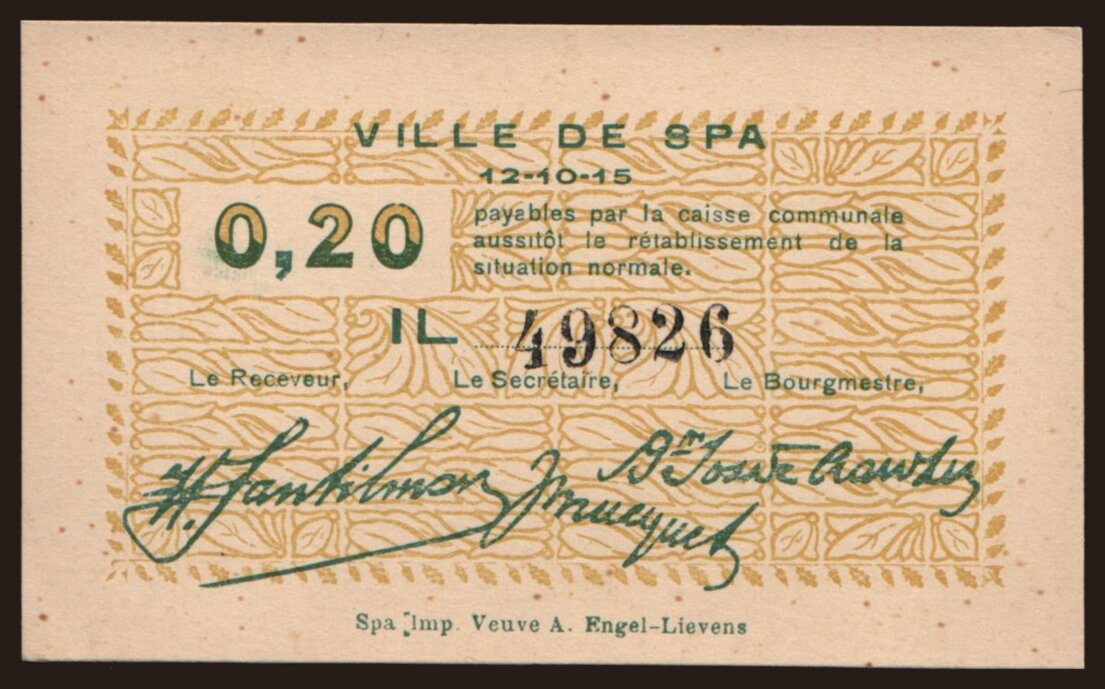 VILLE DE SPA
12-10-15
0,20
payables par la caisse communale
aussitôt le rétablissement de la
situation normale.
IL 49826
Le Receveur, Le Secrétaire, Le Bourgmestre,
Spa Imp. Veuve A. Engel-Lievens